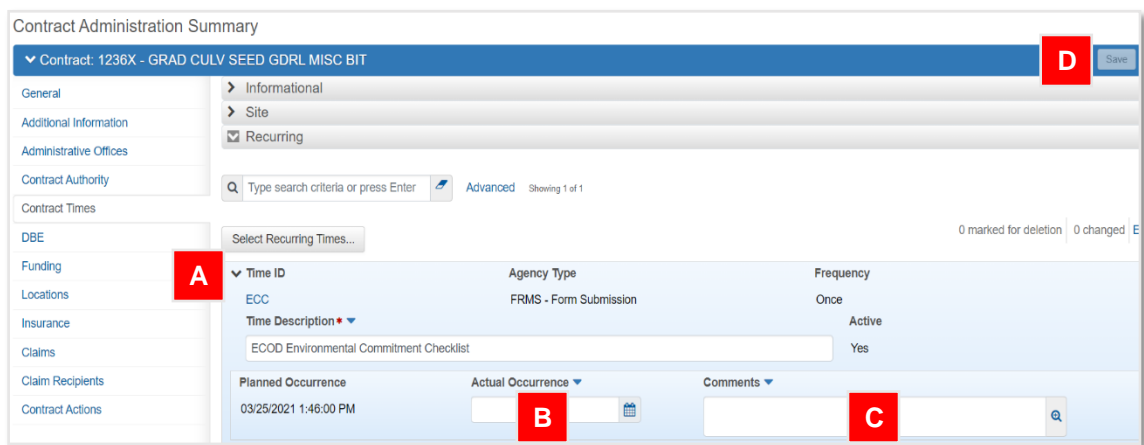 Contract Administration Summary
Contract: 1236X - GRAD CULV SEED GDRL MISC BIT
D
Save
General
Additional Information
Administrative Offices
Contract Authority
Contract Times
DBE
Funding
Locations
Insurance
Claims
Claim Recipients
Contract Actions
Informational
Site
Recurring
Type search criteria or press Enter
Advanced
Showing 1 of 1
Select Recurring Times...
0 marked for deletion
0 changed
E
A
Time ID Agency Type Frequency
ECC FRMS - Form Submission Once
Time Description* Active
ECOD Environmental Commitment Checklist Yes
Planned Occurrence Actual Occurrence Comments
03/25/2021 1:46:00 PM
B
C